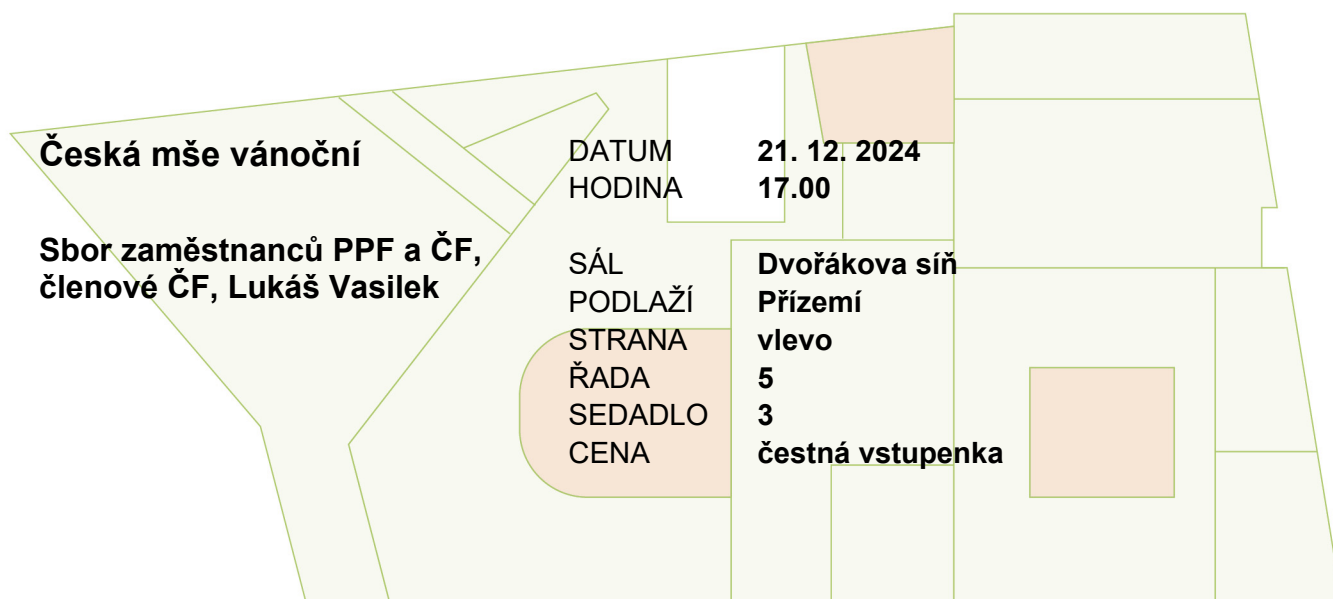 Česká mše vánoční
Sbor zaměstnanců PPF a ČF,
členové ČF, Lukáš Vasilek
DATUM 21. 12. 2024
HODINA 17.00
SÁL Dvořákova síň
PODLAŽÍ Přízemí
STRANA vlevo
ŘADA 5
SEDADLO 3
CENA čestná vstupenka